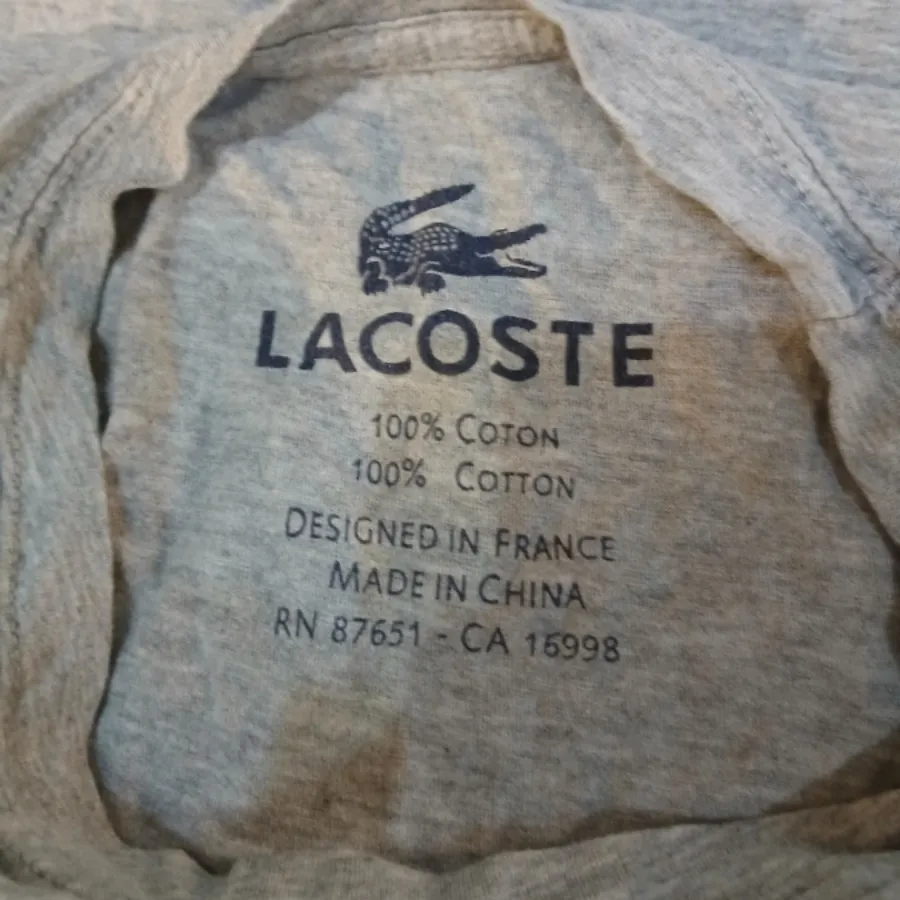 LACOSTE
100% COTON
100% COTTON
DESIGNED IN FRANCE
MADE IN CHINA
RN 87651 - CA 16998